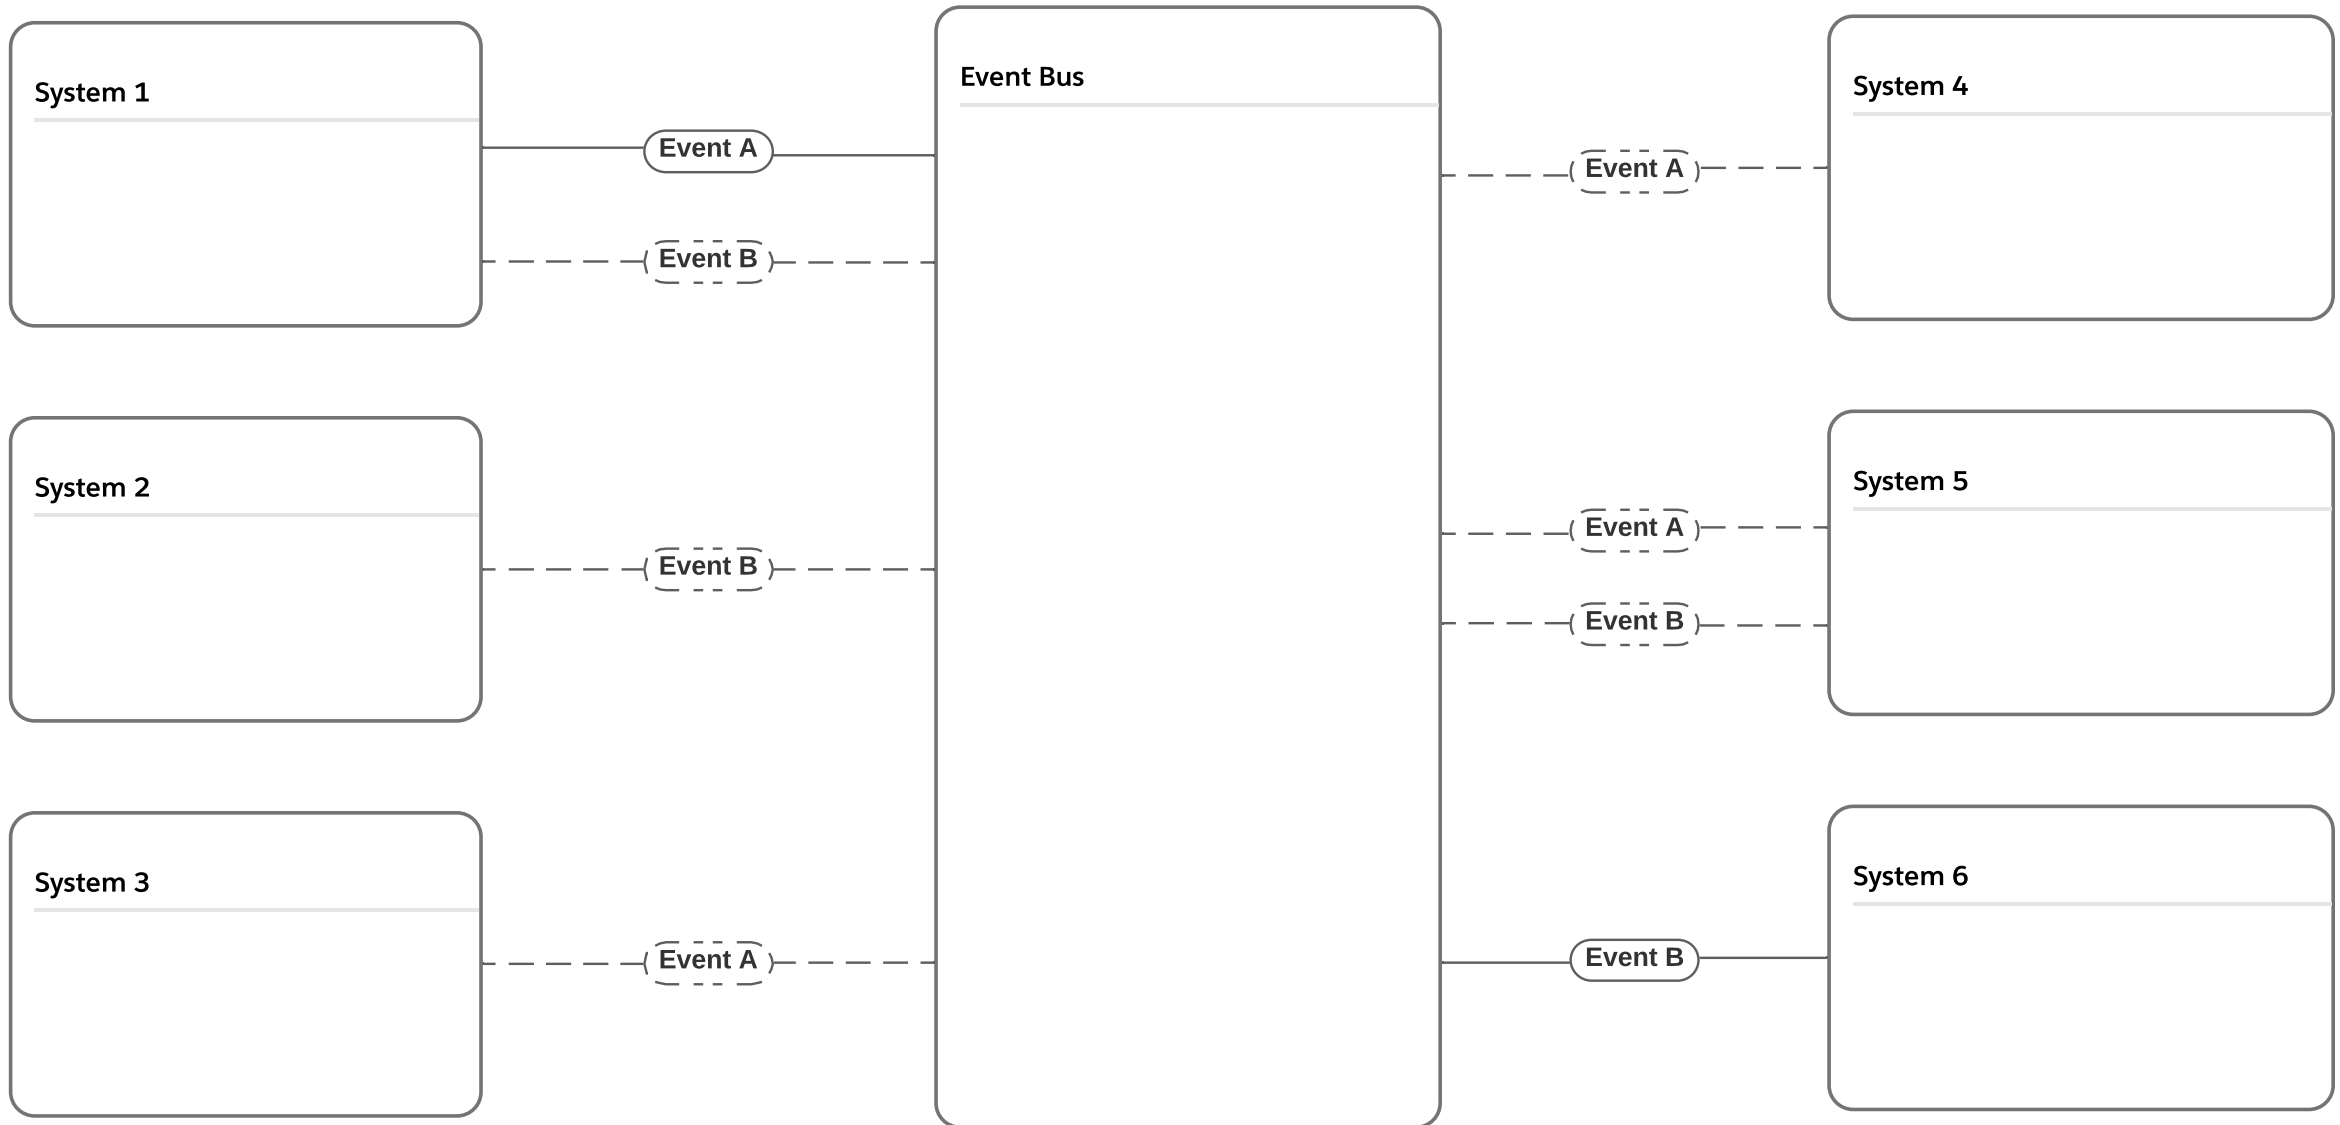 System 1
Event A
Event B
System 2
Event B
System 3
Event A
Event Bus
System 4
Event A
System 5
Event A
Event B
System 6
Event B